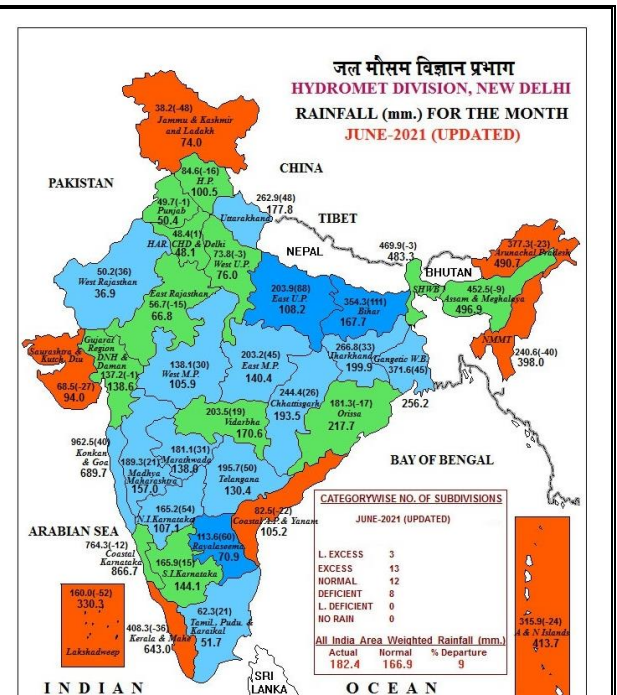 जल मौसम विज्ञान प्रभाग
HYDROMET DIVISION, NEW DELHI
RAINFALL (mm.) FOR THE MONTH
JUNE-2021 (UPDATED)
38.2(-48)
Jammu & Kashmir
and Ladakh
74.0
CHINA
PAKISTAN
84.6(-16)
H.P.
100.5
262.9(48)
177.8
Uttarakhand
TIBET
49.7(-1)
Punjab
50.4
48.4(1)
HAR. CHD & Delhi
48.1
NEPAL
73.8(-3)
West U.P.
76.0
469.9(-3)
483.3
BHUTAN
377.3(-23)
Arunachal Pradesh
490.7
50.2(36)
West Rajasthan
36.9
East Rajasthan
56.7(-15)
66.8
203.9(88)
East U.P.
108.2
354.3(111)
Bihar
167.7
SHWB
452.5(-9)
Assam & Meghalaya
496.9
NMMT
240.6(-40)
398.0
Saurashtra &
Kutch, Diu
68.5(-27)
94.0
Gujarat
Region
DNH &
Daman
137.2(-1)
138.6
138.1(30)
West M.P.
105.9
203.2(45)
East M.P.
140.4
266.8(33)
Jharkhand
199.9
Gangetic W.B.
371.6(45)
256.2
244.4(26)
Chhattisgarh
193.5
181.3(-17)
Orissa
217.7
203.5(19)
Vidarbha
170.6
962.5(40)
Konkan
& Goa
689.7
181.1(31)
Marathwada
138.0
189.3(21)
Madhya
Maharashtra
157.0
195.7(50)
Telangana
130.4
BAY OF BENGAL
165.2(54)
N.I.Karnataka
107.1
82.5(-22)
Coastal A.P. & Yanam
105.2
ARABIAN SEA
113.6(60)
Rayalaseema
70.9
764.3(-12)
Coastal
Karnataka
866.7
165.9(15)
S.I.Karnataka
144.1
160.0(-52)
330.3
Lakshadweep
408.3(-36)
Kerala & Mahe
643.0
62.3(21)
Tamil, Pudu. &
Karaikal
51.7
CATEGORYWISE NO. OF SUBDIVISIONS
JUNE-2021 (UPDATED)
L. EXCESS 3
EXCESS 13
NORMAL 12
DEFICIENT 8
L. DEFICIENT 0
NO RAIN 0
All India Area Weighted Rainfall (mm.)
Actual Normal % Departure
182.4 166.9 9
315.9(-24)
A & N Islands
413.7
SRI
LANKA
INDIAN OCEAN